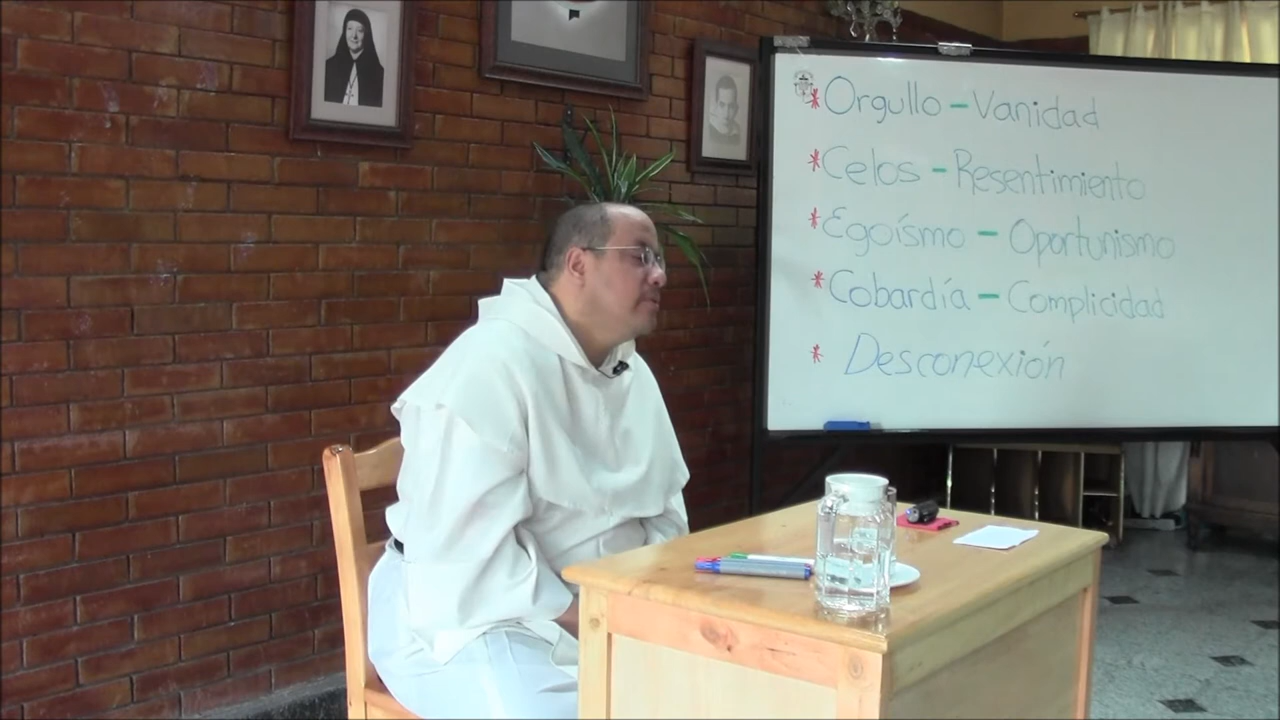 * Orgullo - Vanidad
* Celos - Resentimiento
* Egoísmo - Oportunismo
* Cobardía - Complicidad
* Desconexión